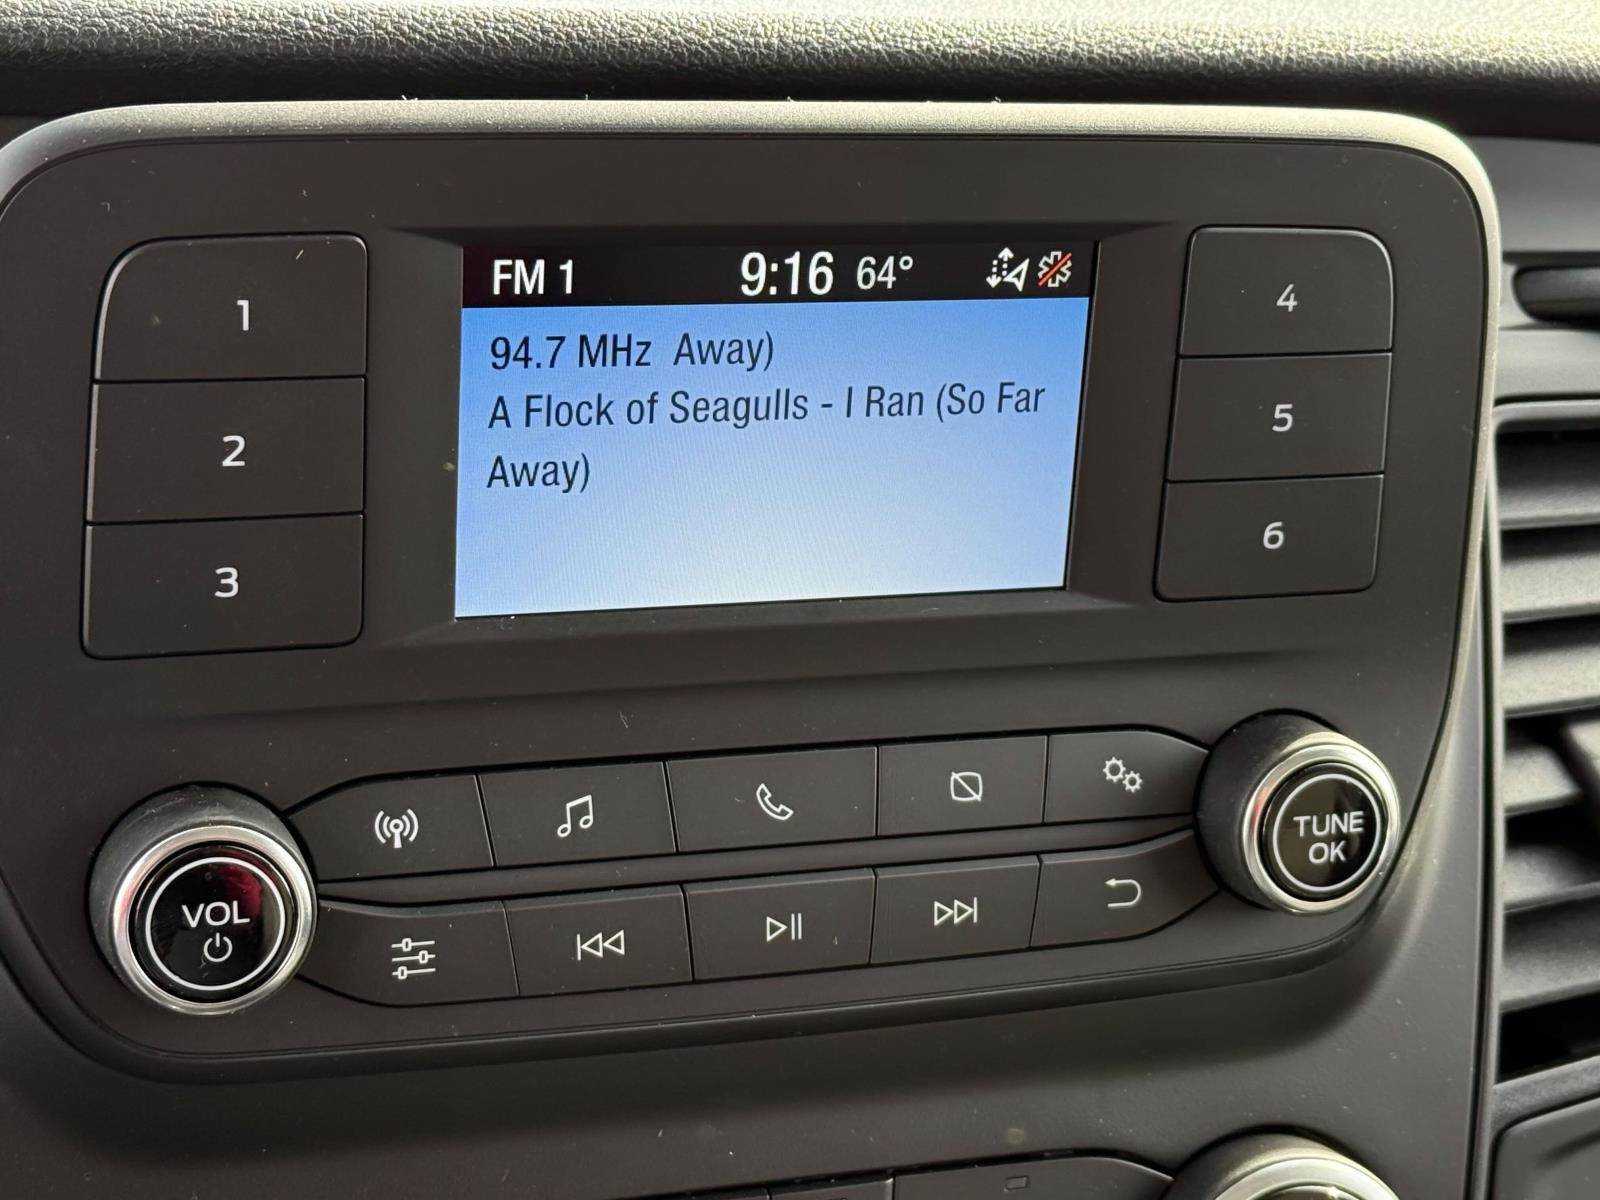 FM 1 9:16 64°
94.7 MHz Away)
A Flock of Seagulls - I Ran (So Far
Away)
1
2
3
4
5
6
VOL
TUNE
OK